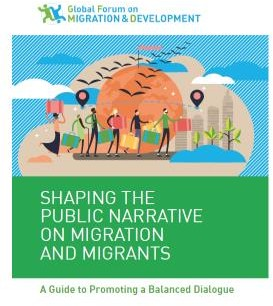 Global Forum on
MIGRATION & DEVELOPMENT
SHAPING THE
PUBLIC NARRATIVE
ON MIGRATION
AND MIGRANTS
A Guide to Promoting a Balanced Dialogue